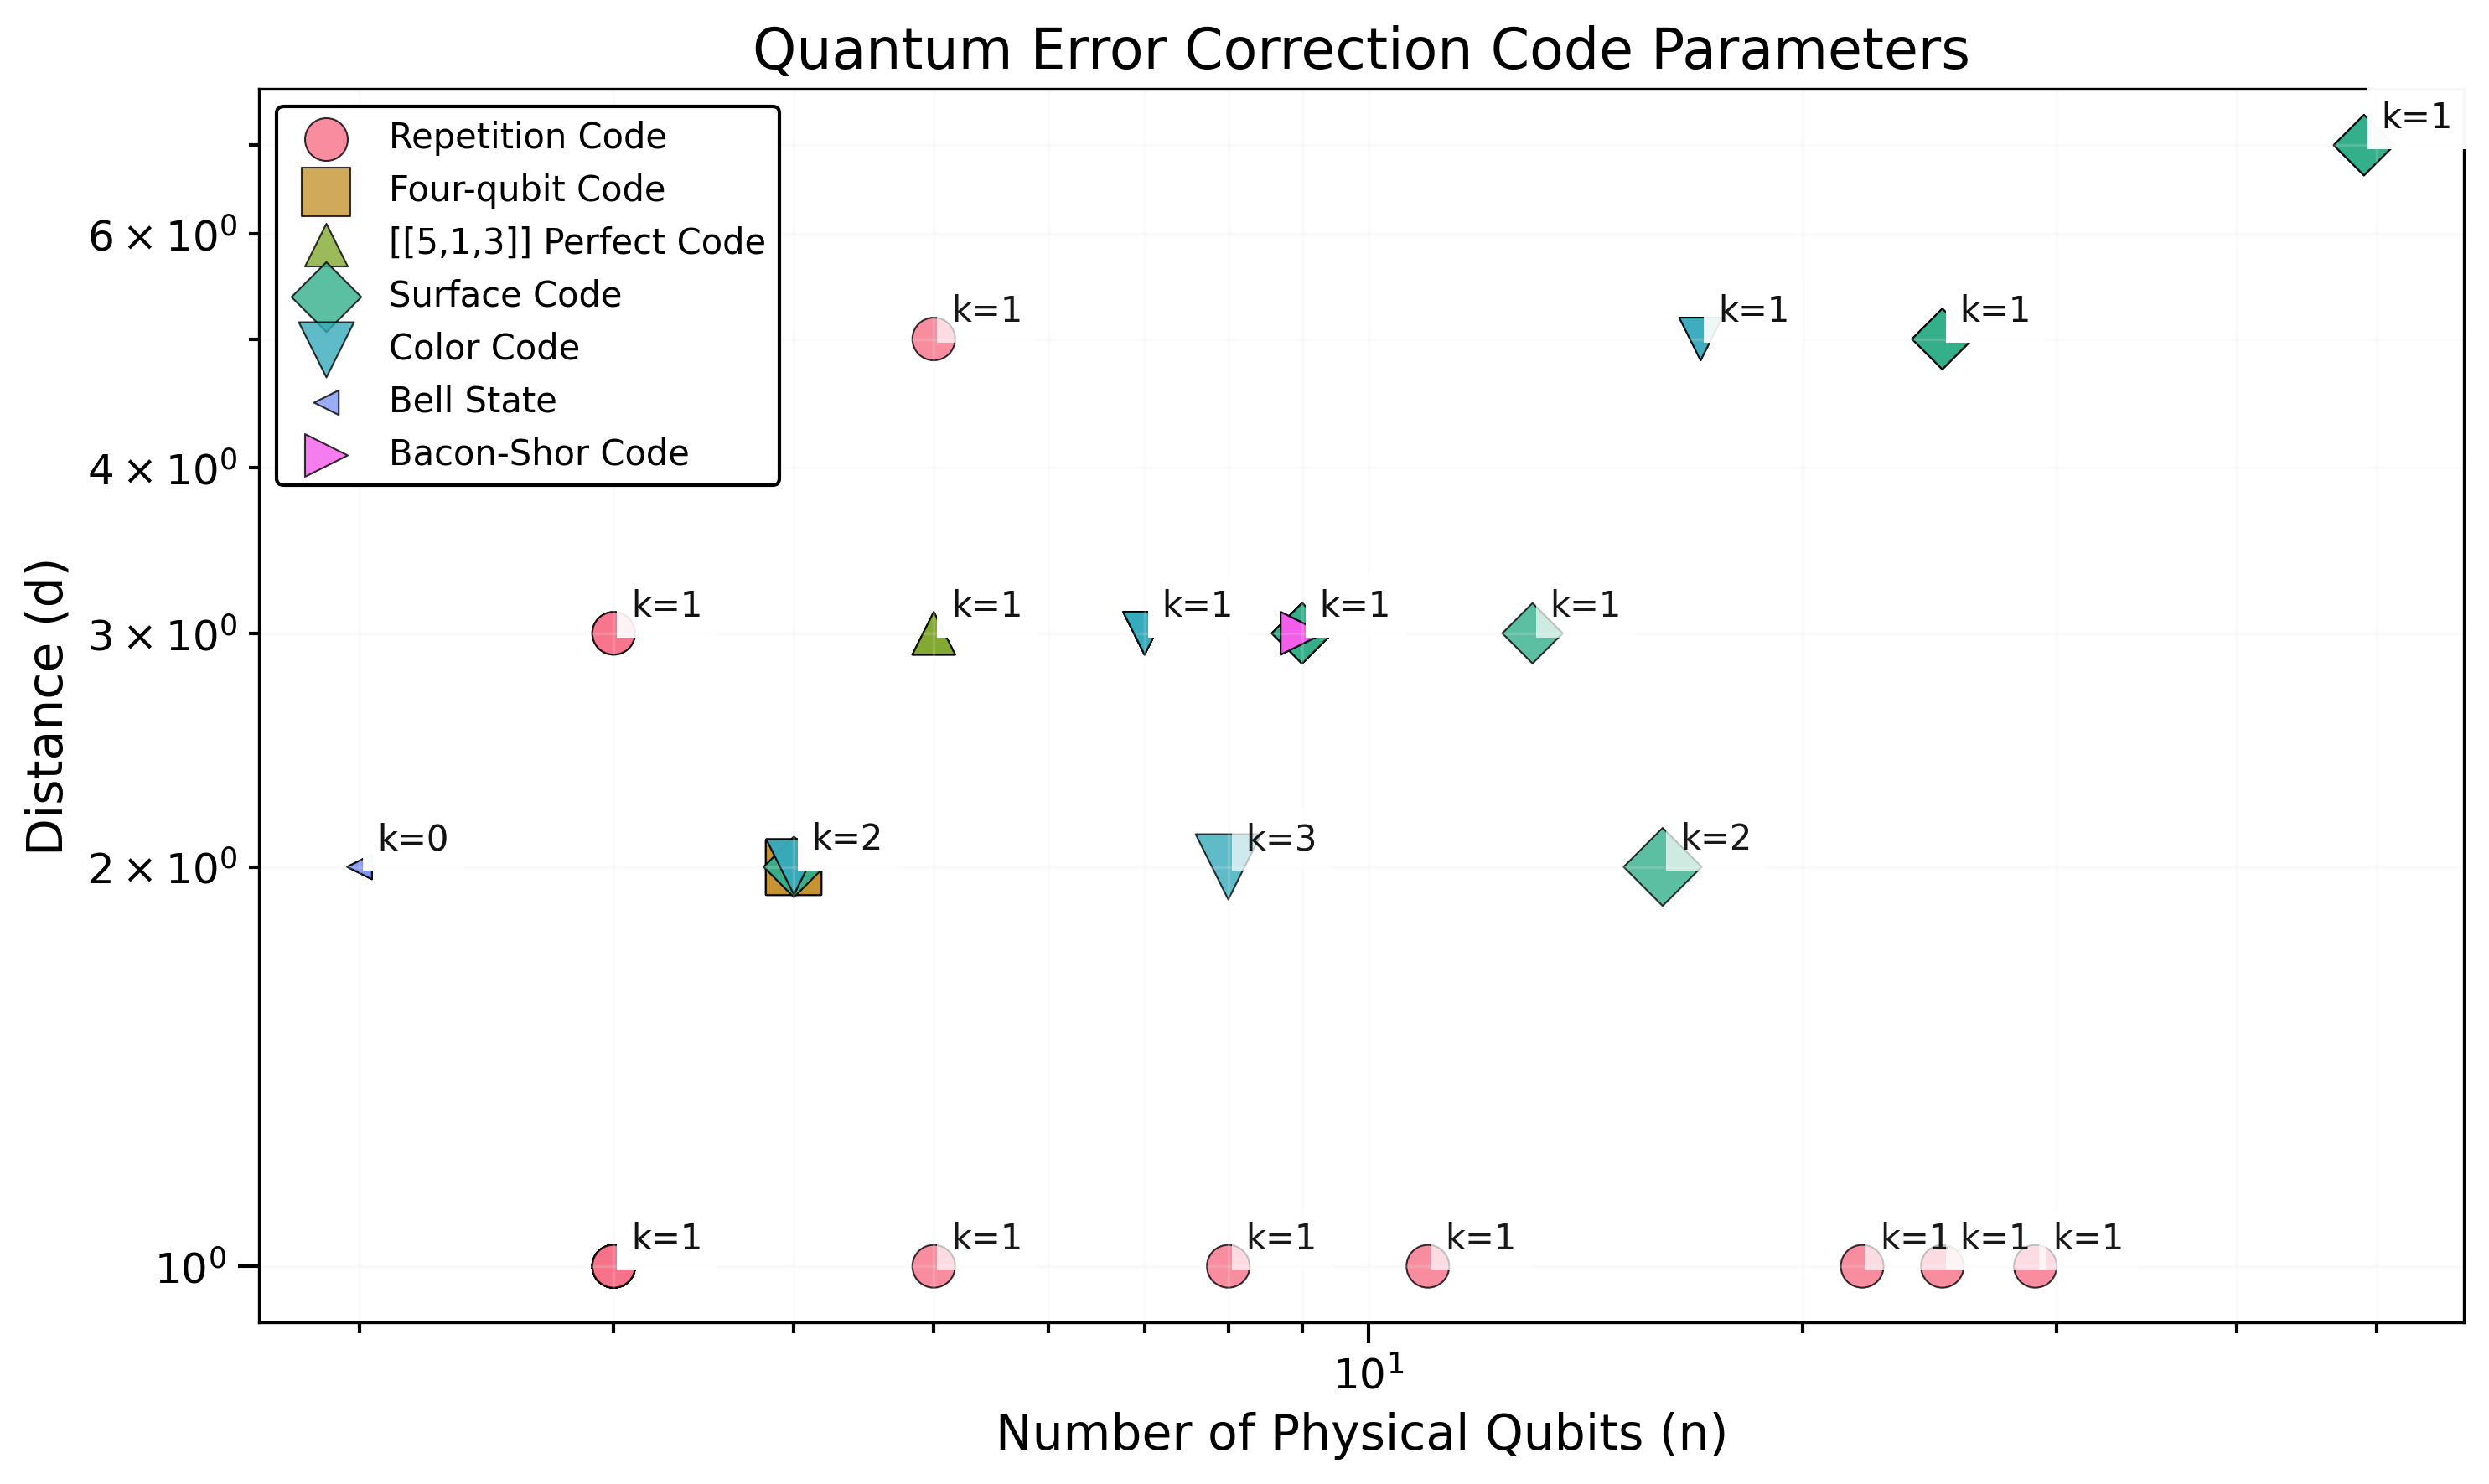 Quantum Error Correction Code Parameters
Repetition Code
Four-qubit Code
[[5,1,3]] Perfect Code
Surface Code
Color Code
Bell State
Bacon-Shor Code
k=1
6 × 10⁰
k=1
k=1
k=1
4 × 10⁰
3 × 10⁰
k=1
k=1
k=1
k=1
k=1
2 × 10⁰
k=0
k=2
k=3
k=2
10⁰
k=1
k=1
k=1
k=1
k=1
k=1
k=1
10¹
Distance (d)
Number of Physical Qubits (n)